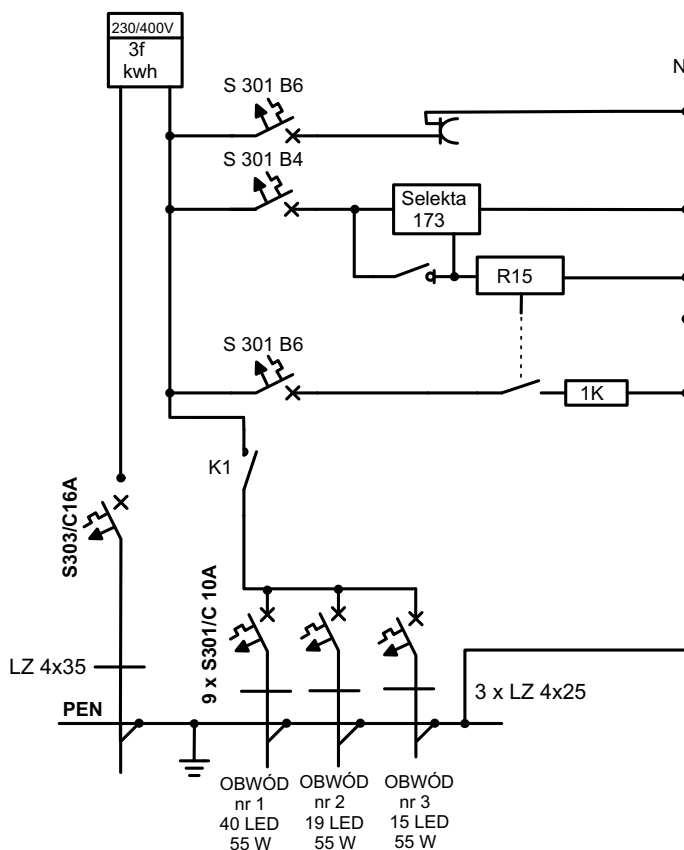 230/400V
3f
kwh
N
S 301 B6
S 301 B4
Selekta
173
R15
S 301 B6
1K
K1
S303/C16A
9 x S301/C 10A
LZ 4x35
3 x LZ 4x25
PEN
OBWÓD
nr 1
40 LED
55 W
OBWÓD
nr 2
19 LED
55 W
OBWÓD
nr 3
15 LED
55 W